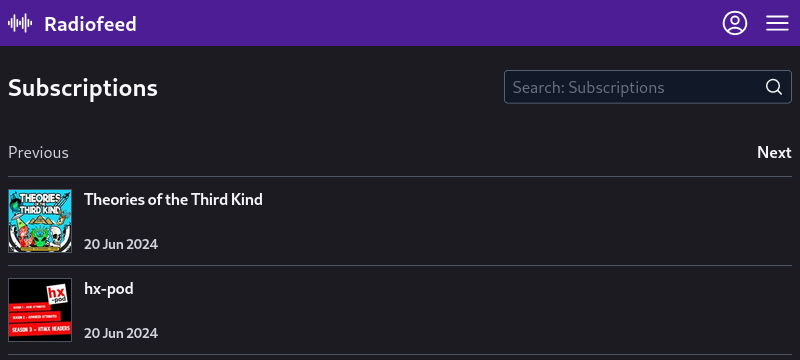 Radiofeed
Subscriptions
Search: Subscriptions
Previous
Next
THEORIES
OF THE
THIRD KIND
Theories of the Third Kind
20 Jun 2024
hx
-pod
SEASON 3 - HTMX HEADERS
hx-pod
20 Jun 2024